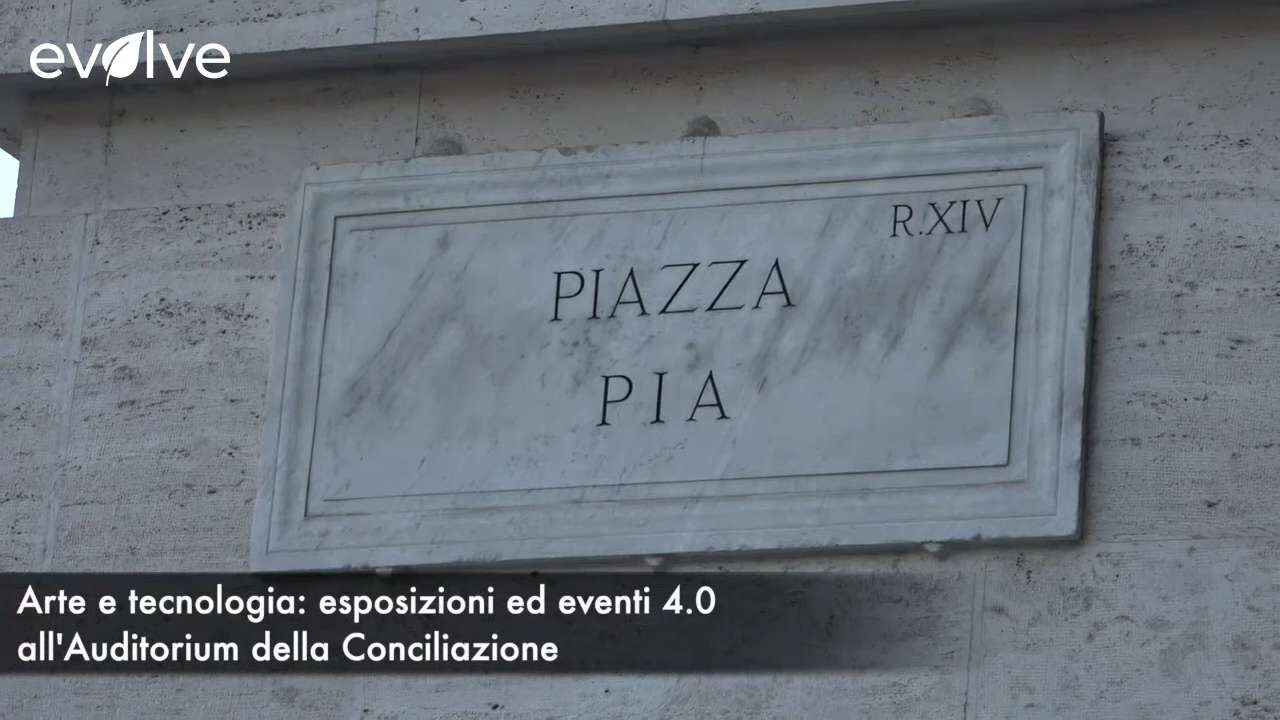 evolve
R.XIV
PIAZZA
PIA
Arte e tecnologia: esposizioni ed eventi 4.0
all'Auditorium della Conciliazione